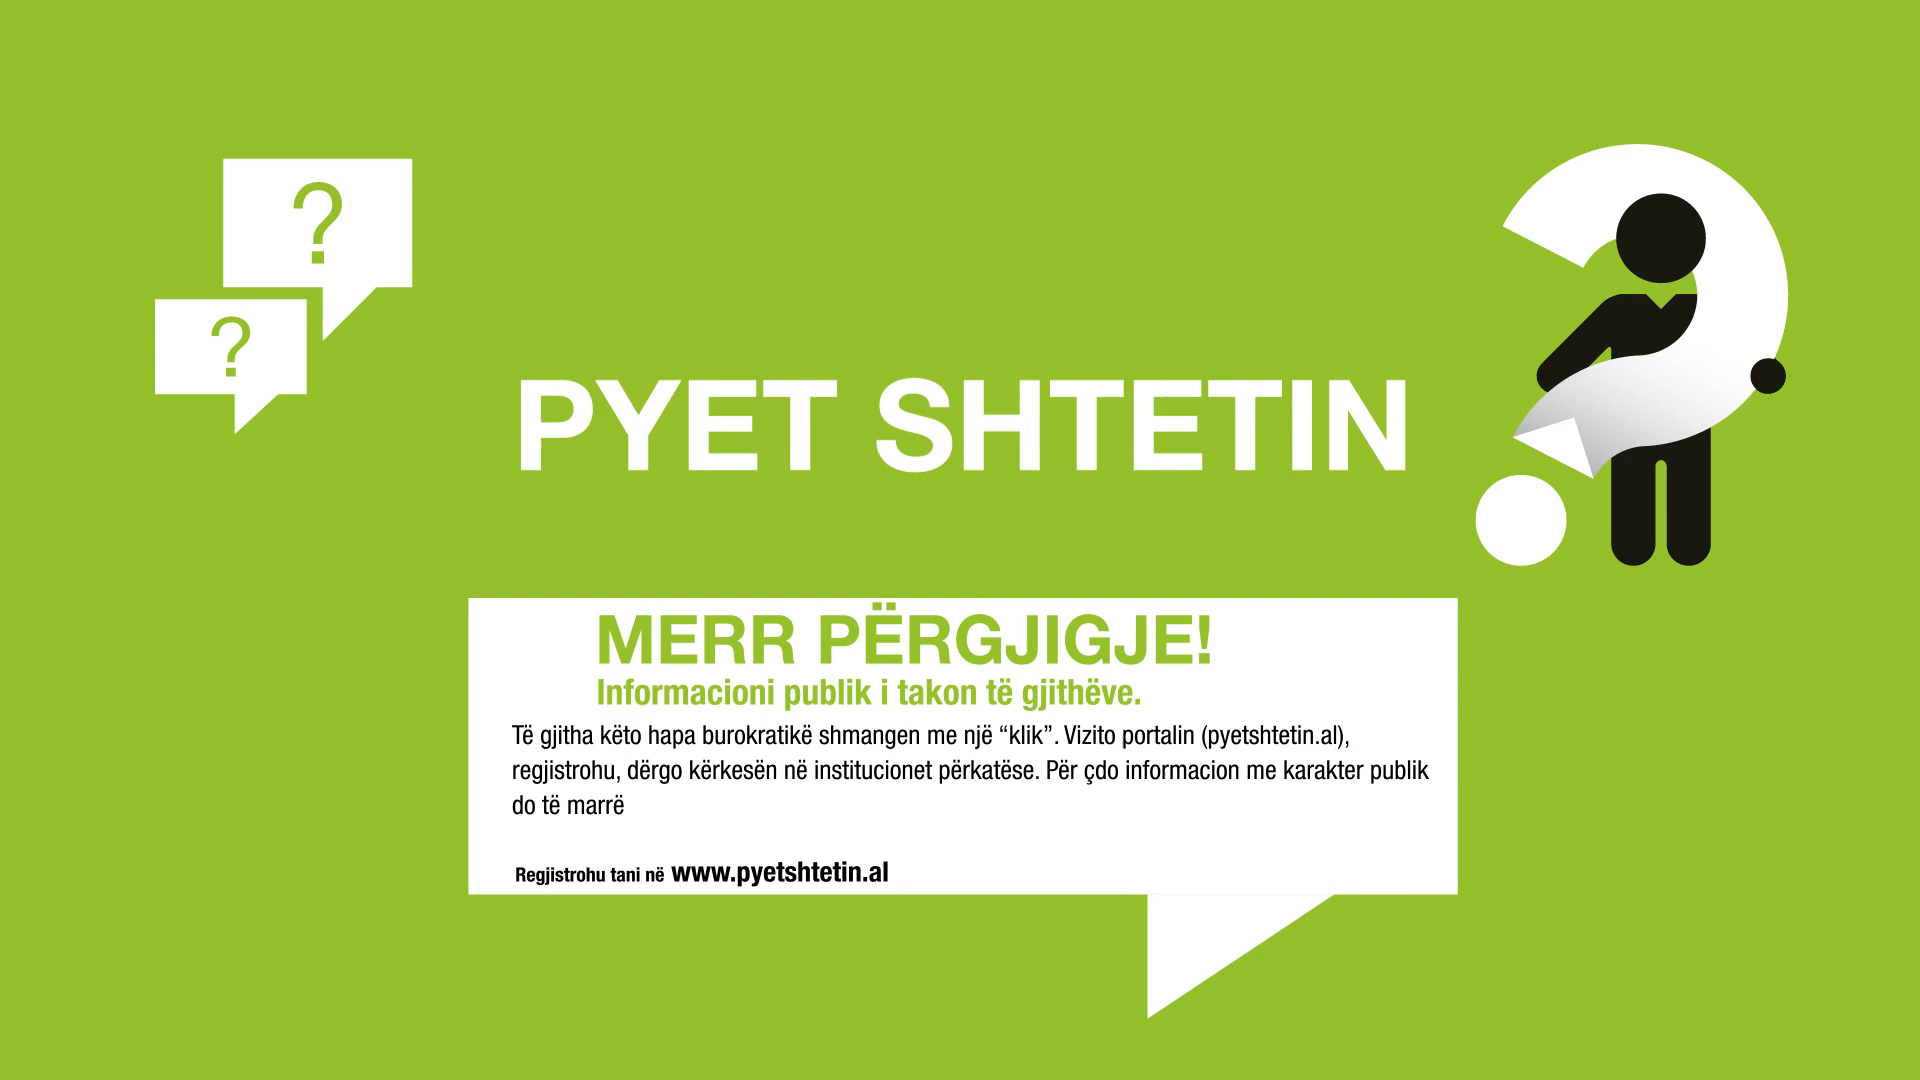 ?
?
PYET SHTETIN
MERR PËRGJIGJE!
Informacioni publik i takon të gjithëve.
Të gjitha këto hapa burokratikë shmangen me një “klik”. Vizito portalin (pyetshtetin.al),
regjistrohu, dërgo kërkesën në institucionet përkatëse. Për çdo informacion me karakter publik
do të marrë
Regjistrohu tani në www.pyetshtetin.al